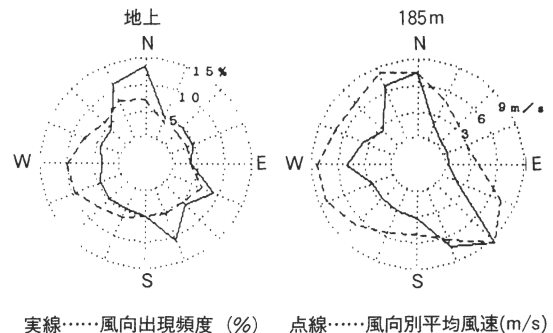 地上 185m
N N
15% 9m/s
10 6
5 3
W E W E
S S
実線……風向出現頻度 (%) 点線……風向別平均風速(m/s)